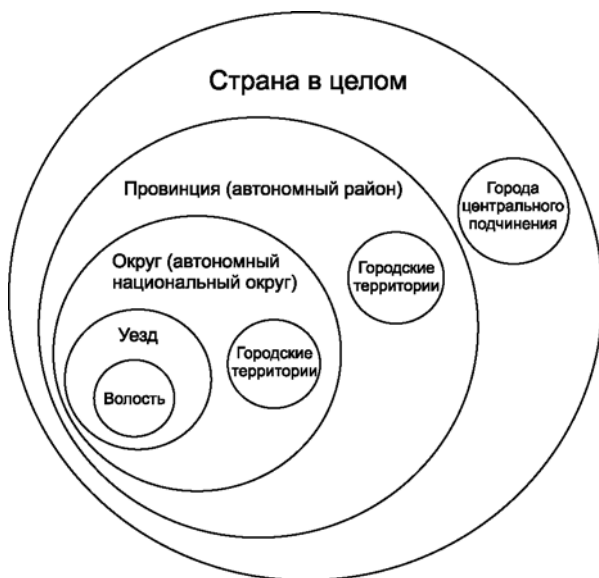 Страна в целом
Провинция (автономный район)
Города
центрального
подчинения
Округ (автономный
национальный округ)
Городские
территории
Уезд
Городские
территории
Волость